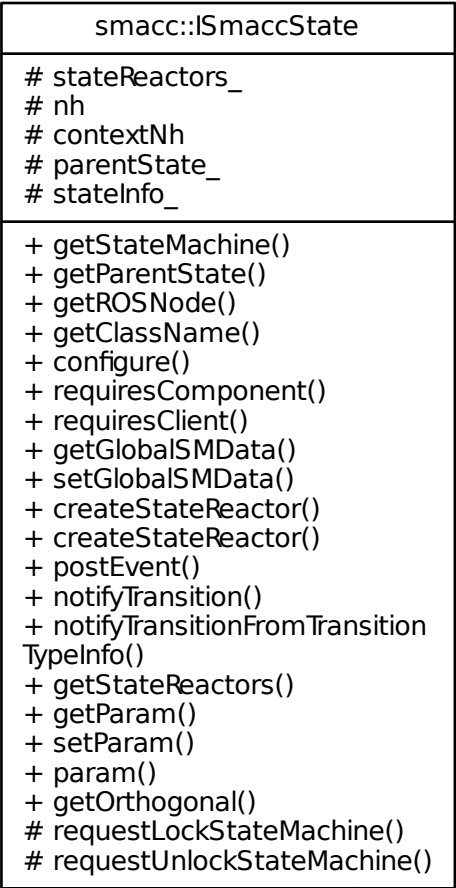 smacc::ISmaccState
# stateReactors_
# nh
# contextNh
# parentState_
# stateInfo_
+ getStateMachine()
+ getParentState()
+ getROSNode()
+ getClassName()
+ configure()
+ requiresComponent()
+ requiresClient()
+ getGlobalSMData()
+ setGlobalSMData()
+ createStateReactor()
+ createStateReactor()
+ postEvent()
+ notifyTransition()
+ notifyTransitionFromTransition
TypeInfo()
+ getStateReactors()
+ getParam()
+ setParam()
+ param()
+ getOrthogonal()
# requestLockStateMachine()
# requestUnlockStateMachine()